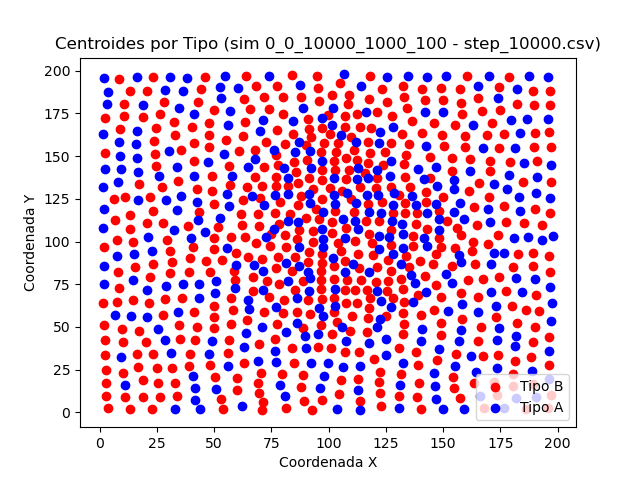 Centroides por Tipo (sim 0_0_10000_1000_100 - step_10000.csv)
200
175
150
125
100
75
50
25
0
Coordenada Y
0 25 50 75 100 125 150 175 200
Coordenada X
Tipo B
Tipo A